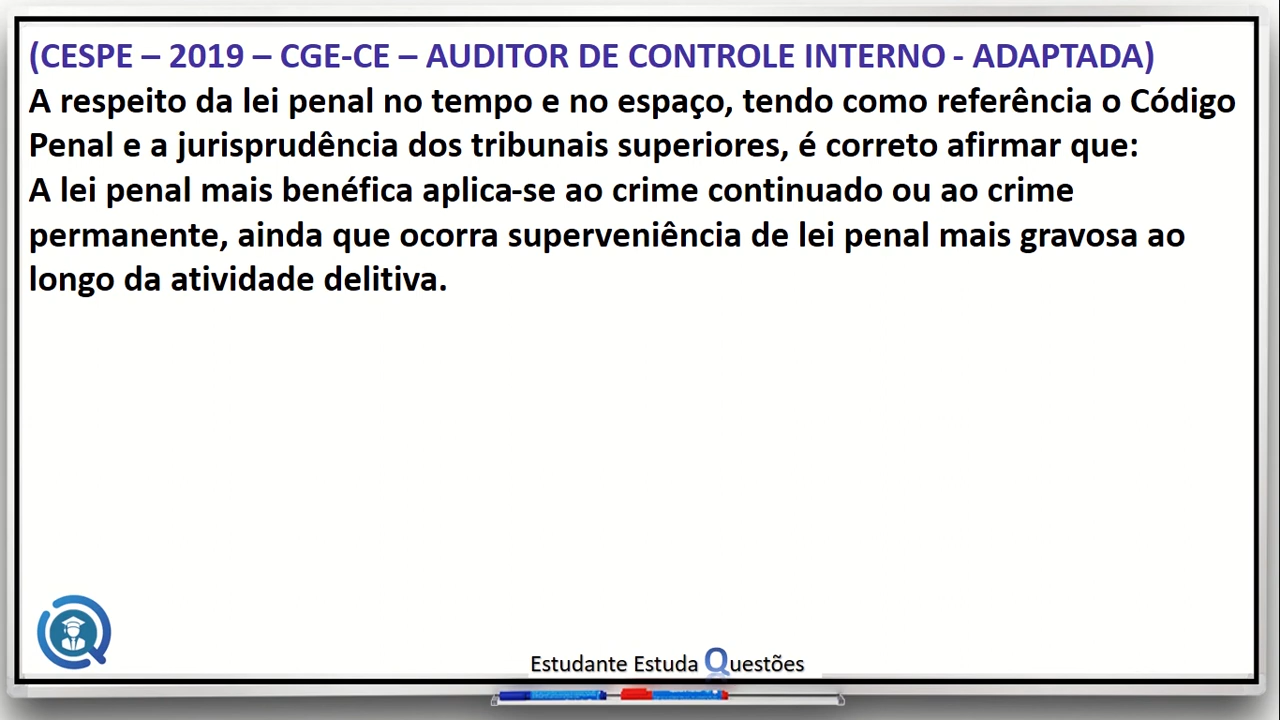 (CESPE – 2019 – CGE-CE – AUDITOR DE CONTROLE INTERNO - ADAPTADA)
A respeito da lei penal no tempo e no espaço, tendo como referência o Código
Penal e a jurisprudência dos tribunais superiores, é correto afirmar que:
A lei penal mais benéfica aplica-se ao crime continuado ou ao crime
permanente, ainda que ocorra superveniência de lei penal mais gravosa ao
longo da atividade delitiva.
Estudante Estuda Questões